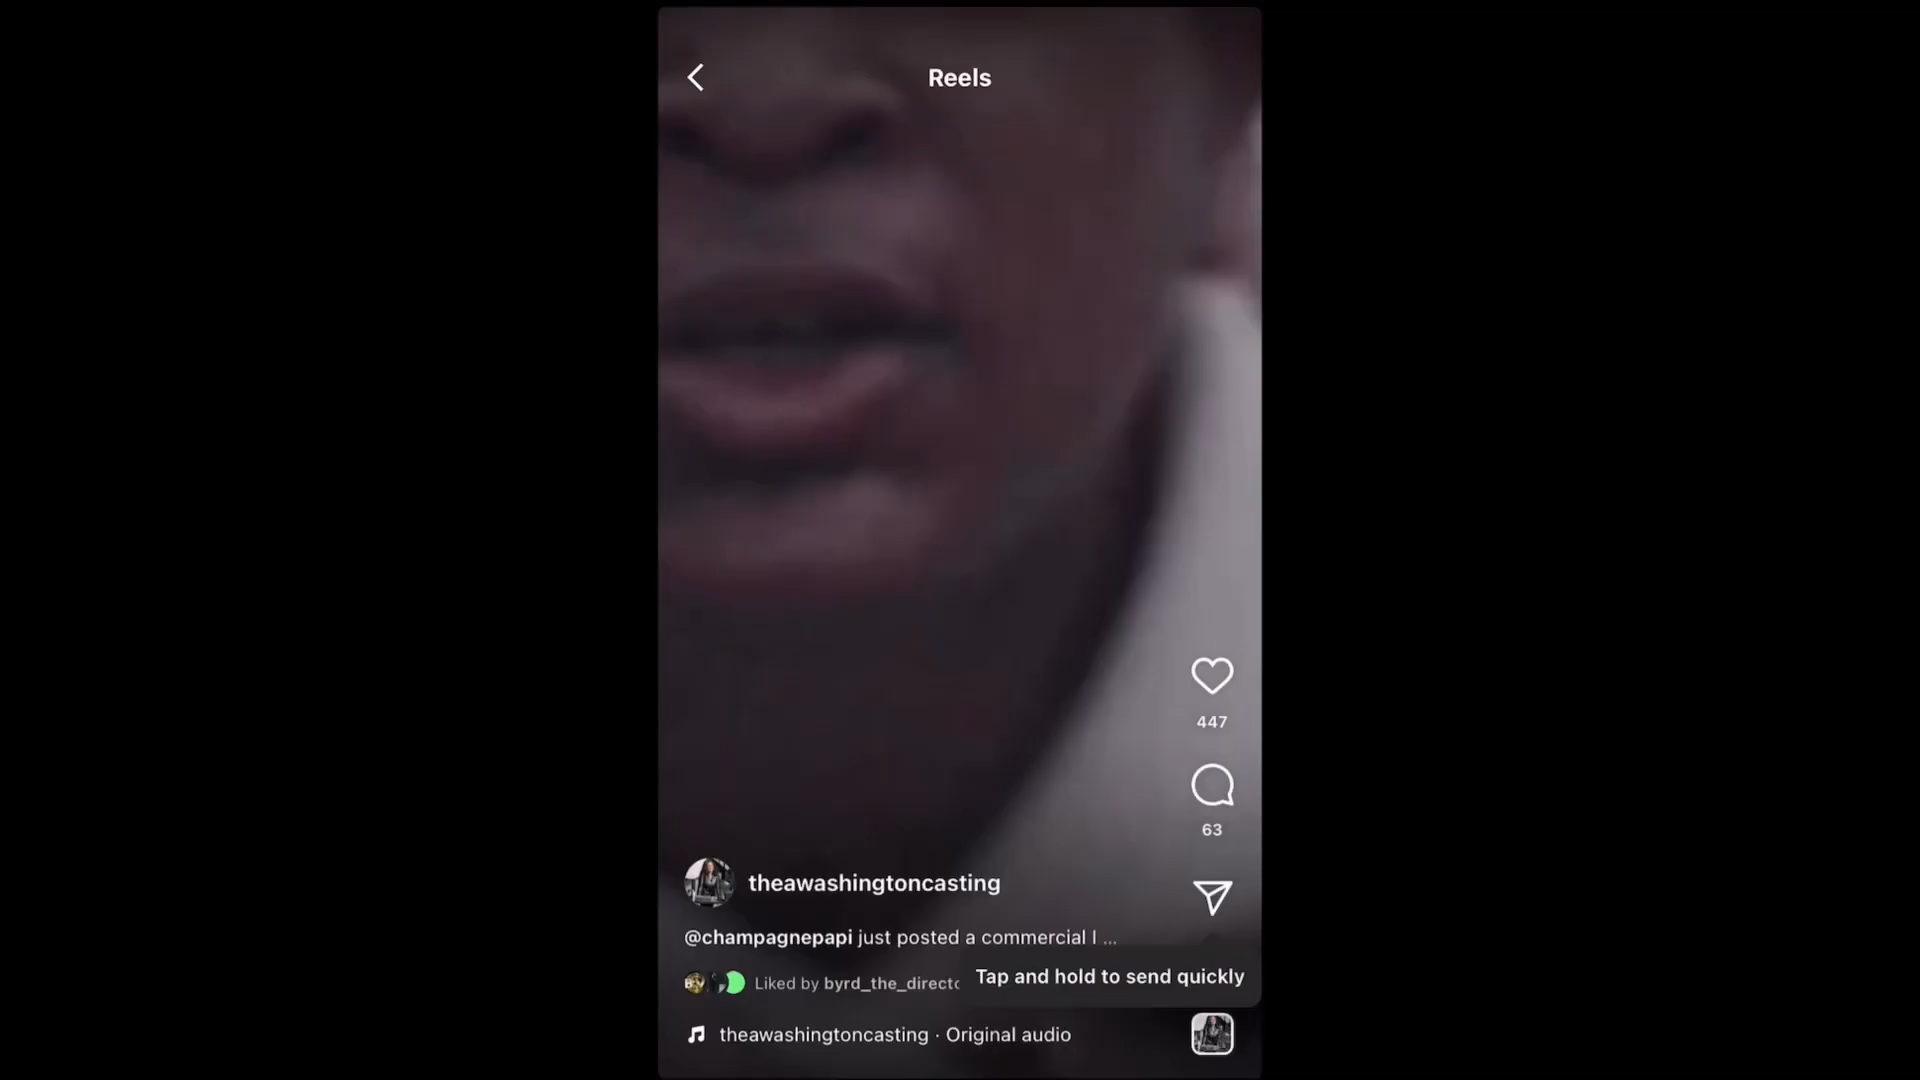 Reels
447
63
theawashingtoncasting
@champagnepapi just posted a commercial I ...
Liked by byrd_the_directo
Tap and hold to send quickly
theawashingtoncasting · Original audio